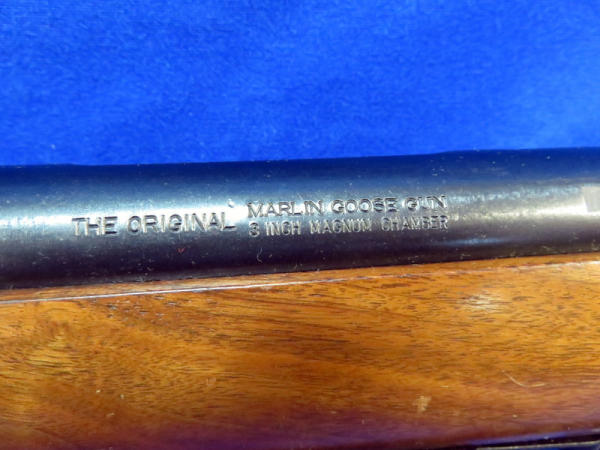 THE ORIGINAL
MARLIN GOOSE GUN
3 INCH MAGNUM CHAMBER